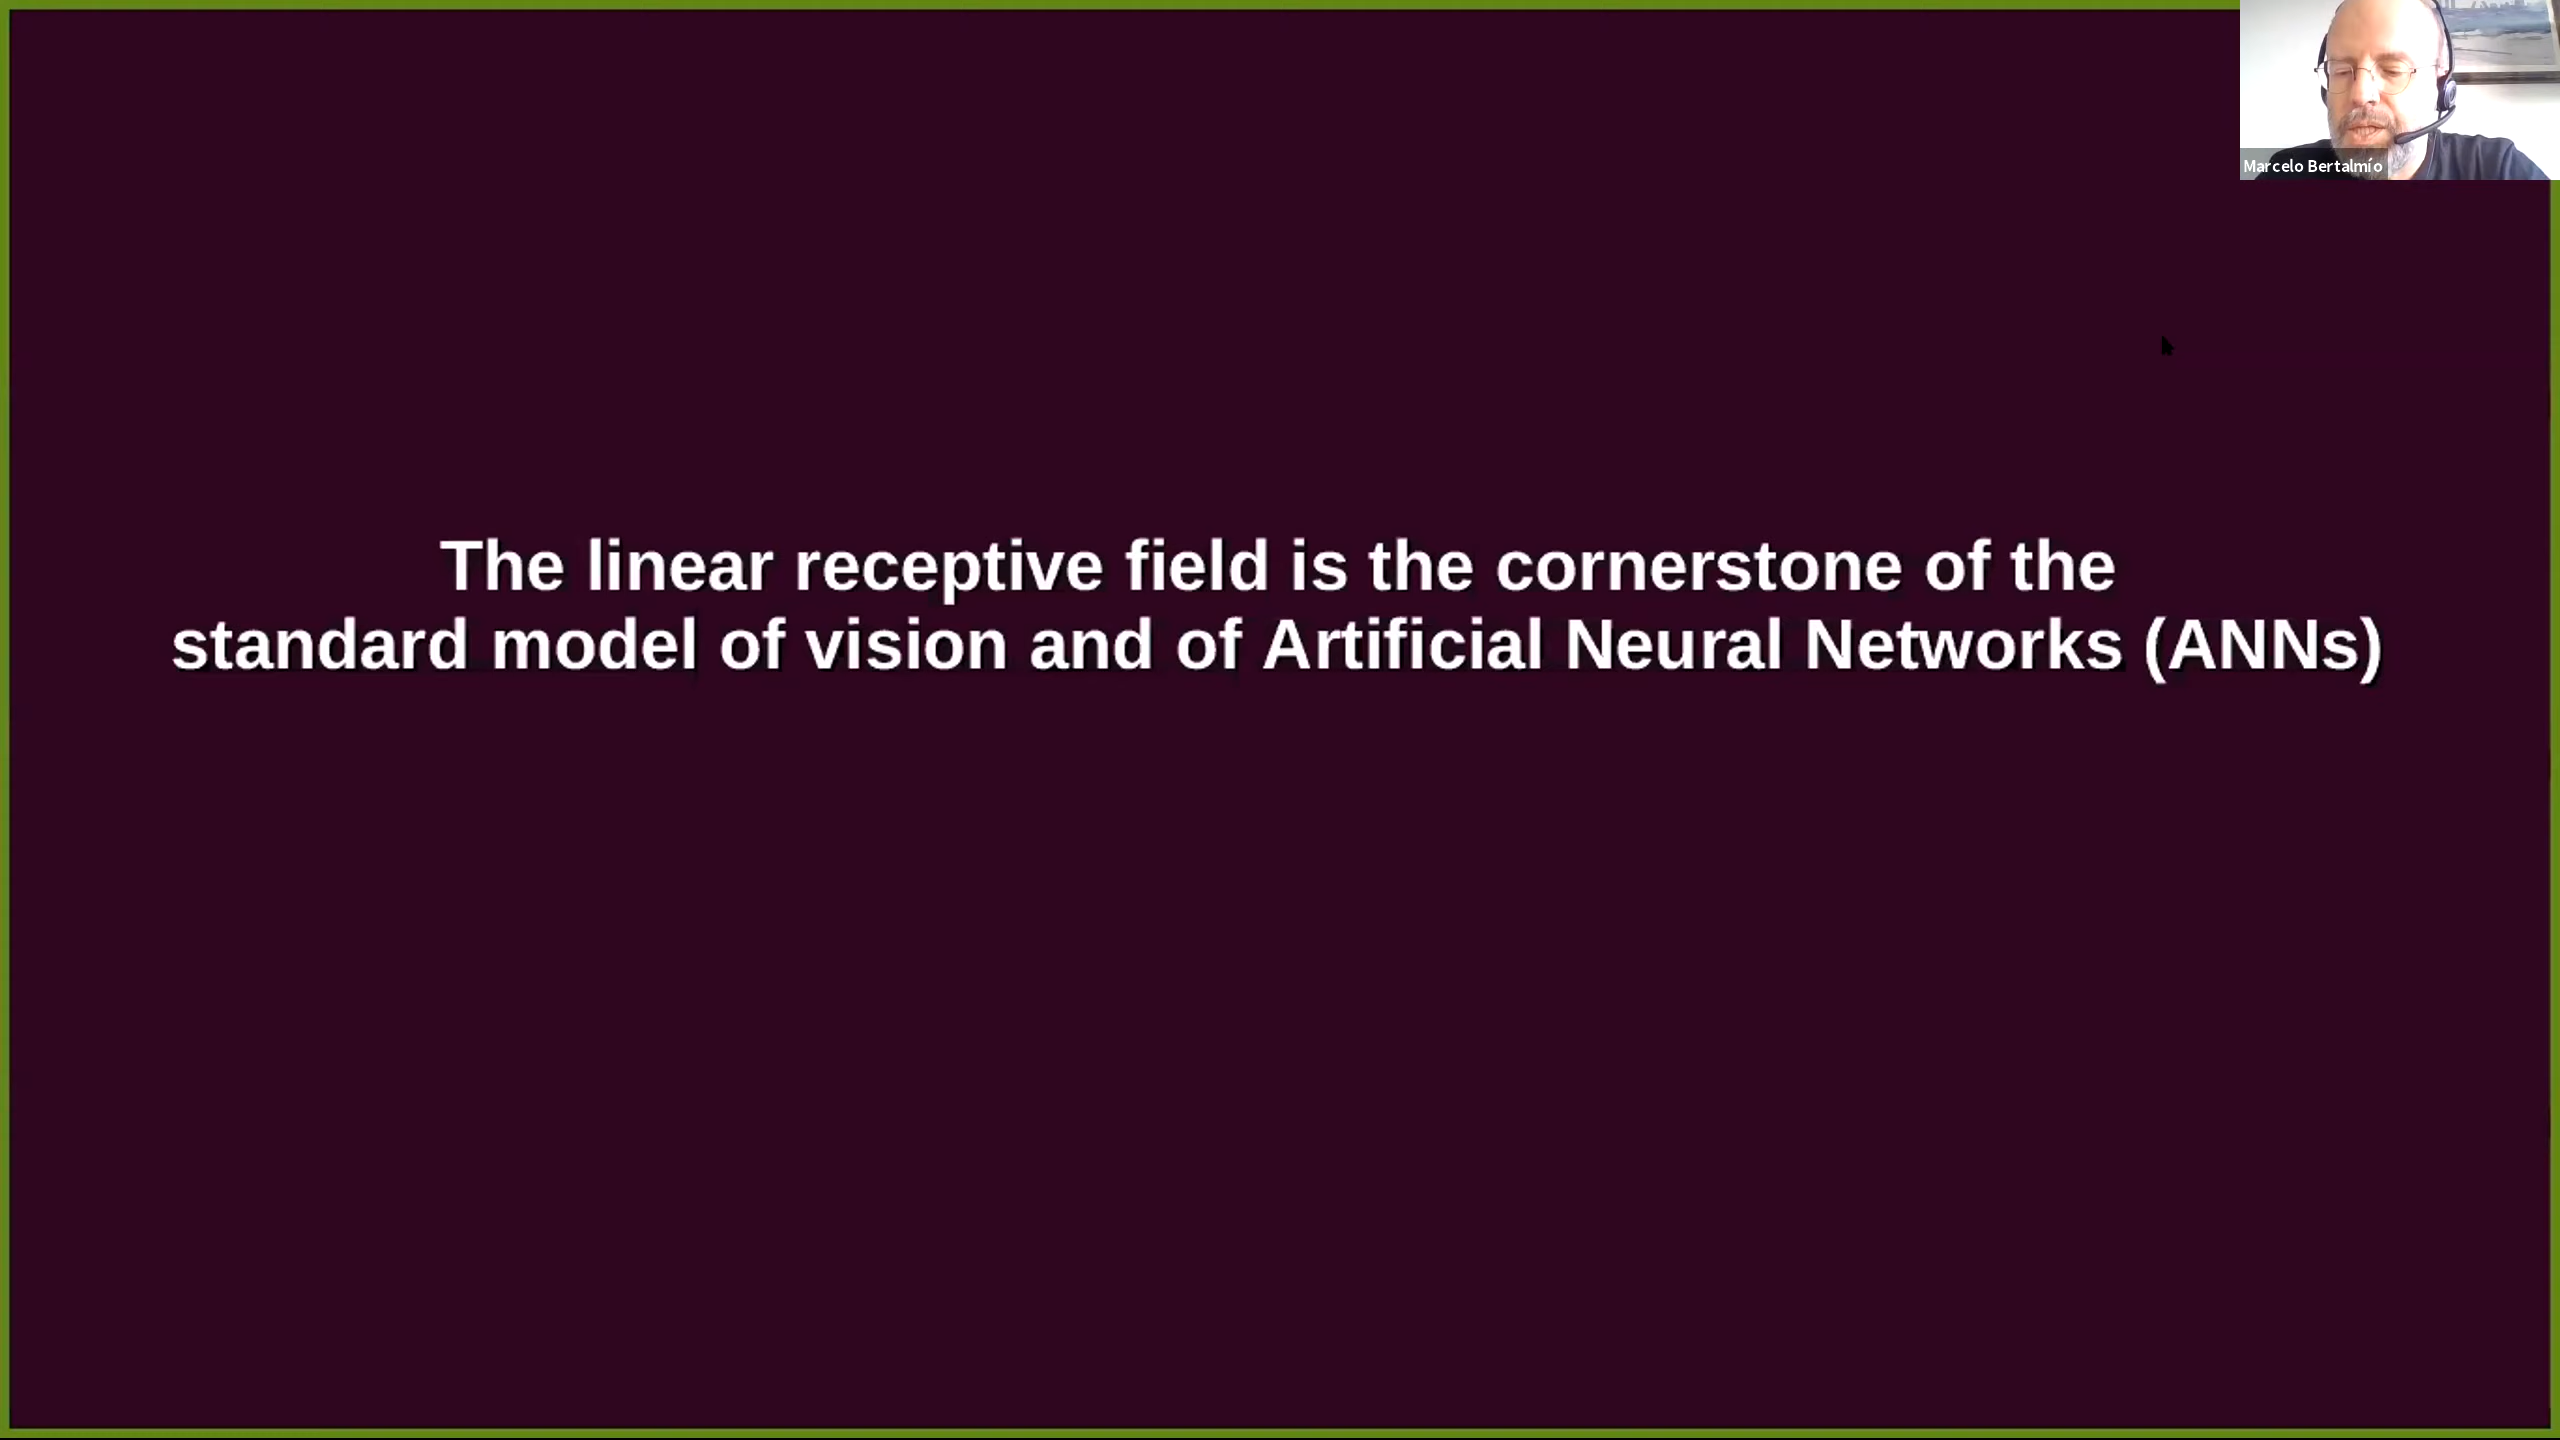 The linear receptive field is the cornerstone of the
standard model of vision and of Artificial Neural Networks (ANNs)
Marcelo Bertalmío